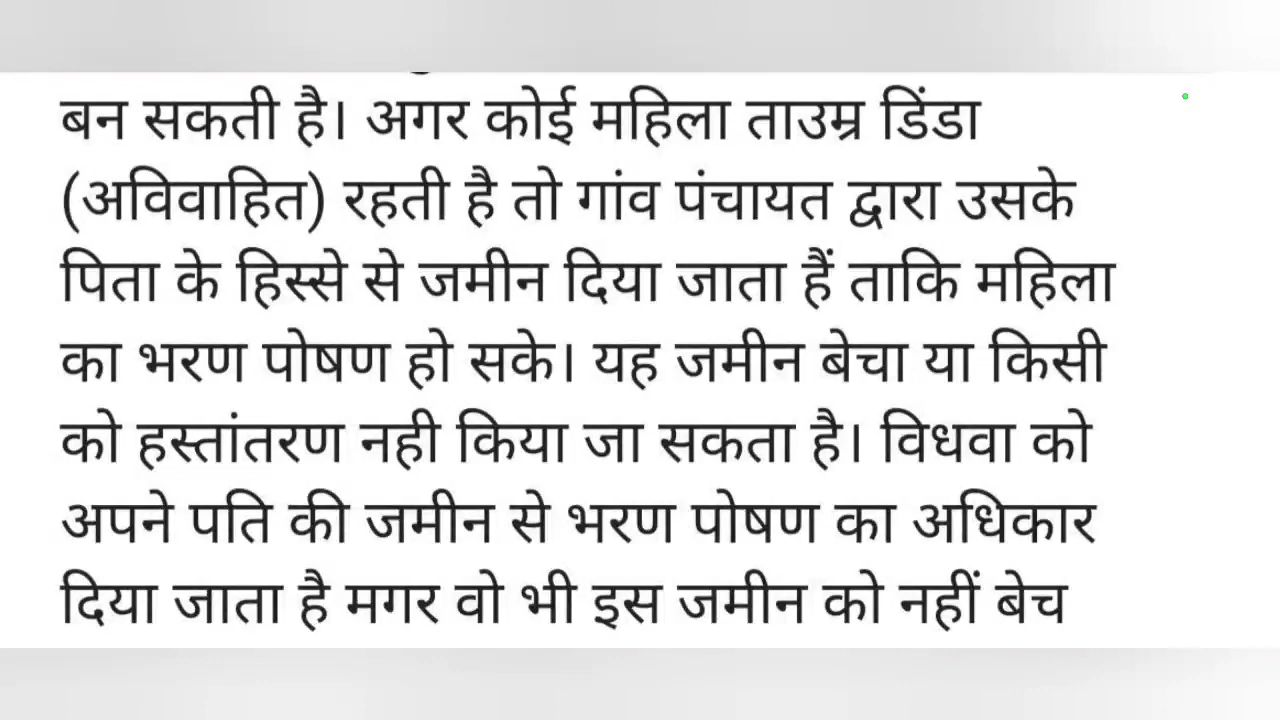 बन सकती है। अगर कोई महिला ताउम्र डिंडा
(अविवाहित) रहती है तो गांव पंचायत द्वारा उसके
पिता के हिस्से से जमीन दिया जाता हैं ताकि महिला
का भरण पोषण हो सके। यह जमीन बेचा या किसी
को हस्तांतरण नही किया जा सकता है। विधवा को
अपने पति की जमीन से भरण पोषण का अधिकार
दिया जाता है मगर वो भी इस जमीन को नहीं बेच